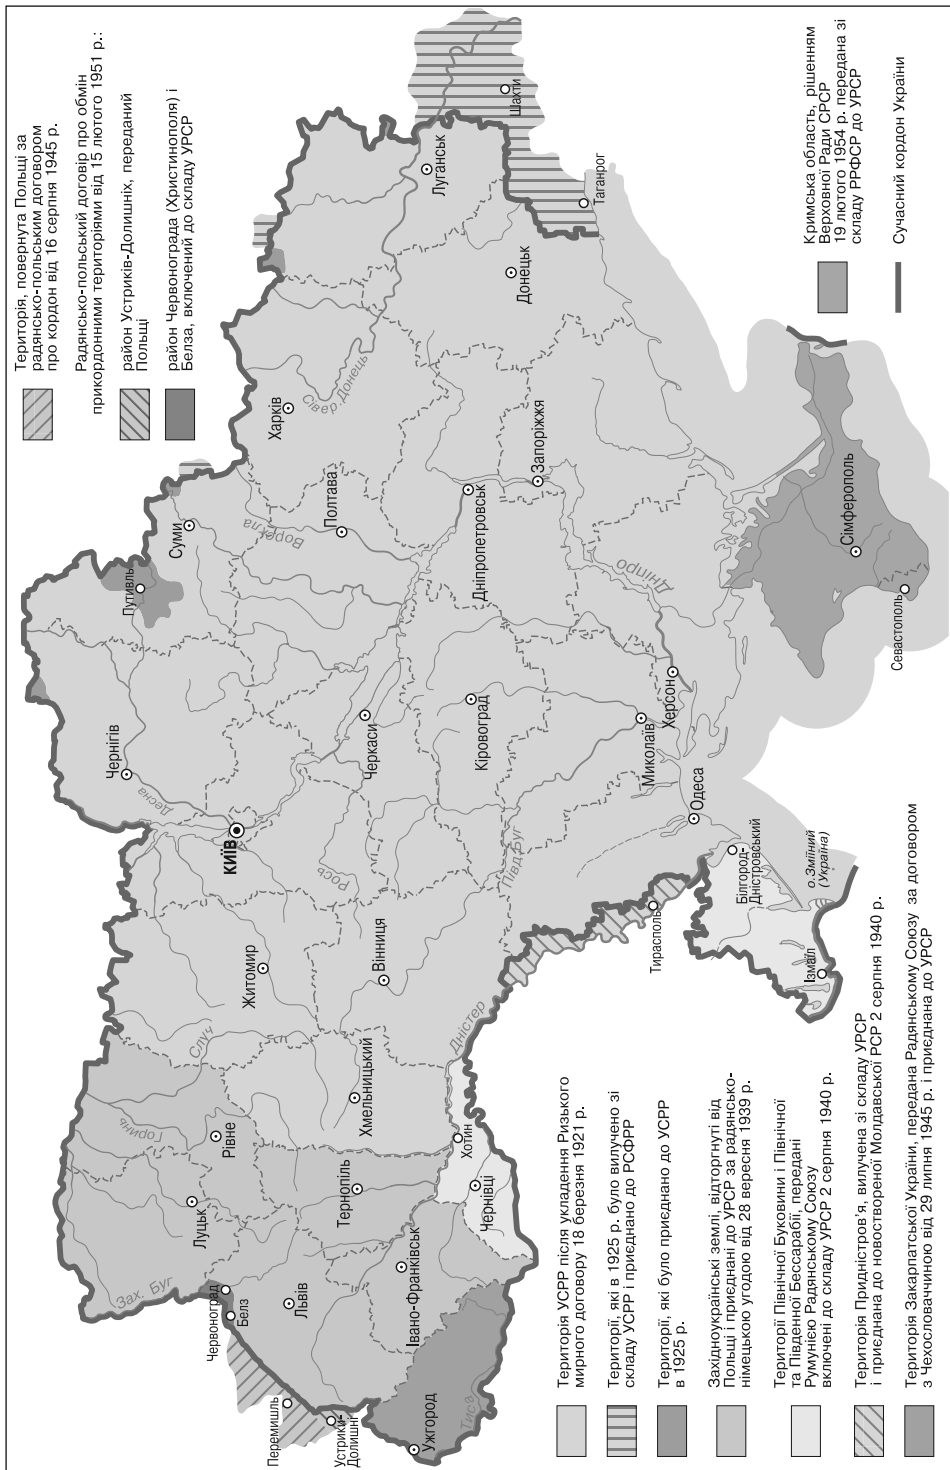 Територія, повернута Польщі за
радянсько-польським договором
про кордон від 16 серпня 1945 р.
Радянсько-польський договір про обмін
прикордонними територіями від 15 лютого 1951 р.:
район Устриків-Долишніх, переданий
Польщі
район Червонограда (Христинополя) і
Белза, включений до складу УРСР
Кримська область, рішенням
Верховної Ради СРСР
19 лютого 1954 р. передана зі
складу РРФСР до УРСР
Сучасний кордон України
Територія УСРР після укладення Ризького
мирного договору 18 березня 1921 р.
Території, які в 1925 р. було вилучено зі
складу УСРР і приєднано до РСФРР
Території, які було приєднано до УСРР
в 1925 р.
Західноукраїнські землі, відторгнуті від
Польщі і приєднані до УРСР за радянсько-
німецькою угодою від 28 вересня 1939 р.
Території Північної Буковини і Північної
та Південної Бессарабії, передані
Румунією Радянському Союзу
включені до складу УРСР 2 серпня 1940 р.
Територія Придністров'я, вилучена зі складу УРСР
і приєднана до новоствореної Молдавської РСР 2 серпня 1940 р.
Територія Закарпатської України, передана Радянському Союзу за договором
з Чехословаччиною від 29 липня 1945 р. і приєднана до УРСР
Зах. Буг
Луцьк
Горинь
Рівне
Случ
Червоноград
Белз
Львів
Перемишль
Устрики-
Долишні
Ужгород
Тиса
Івано-Франківськ
Тернопіль
Хмельницький
Чернівці
Хотин
Дністер
Житомир
Вінниця
КИЇВ
Десна
Чернігів
Рось
Півд.Буг
Черкаси
Кіровоград
Путивль
Суми
Ворскла
Полтава
Харків
Сівер.Донець
Луганськ
Шахти
Таганрог
Донецьк
Дніпропетровськ
Запоріжжя
Дніпро
Миколаїв
Херсон
Одеса
Тирасполь
Білгород-
Дністровський
о.Зміїний
(Україна)
Ізмаїл
Сімферополь
Севастополь